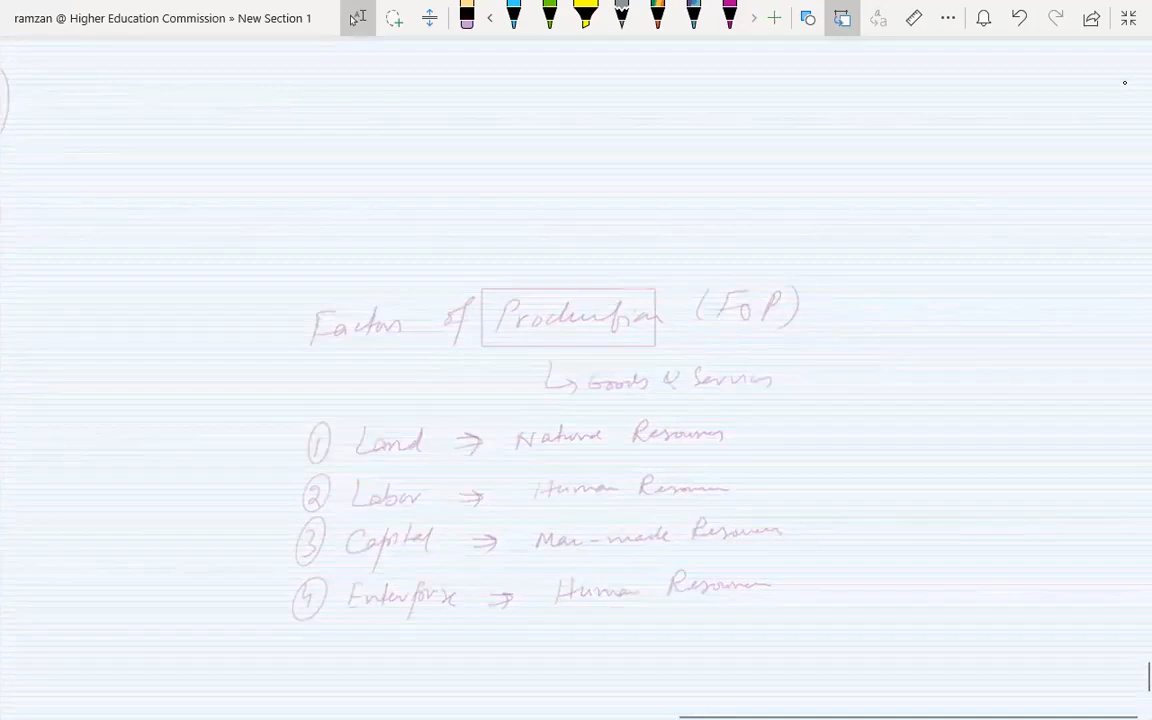 ramzan @ Higher Education Commission » New Section 1
Factor of Production (FoP)
↳ Goods & Services
① Land ⇒ Natural Resources
② Labor ⇒ Human Resource
③ Capital ⇒ Man-made Resources
④ Enterprise ⇒ Human Resources